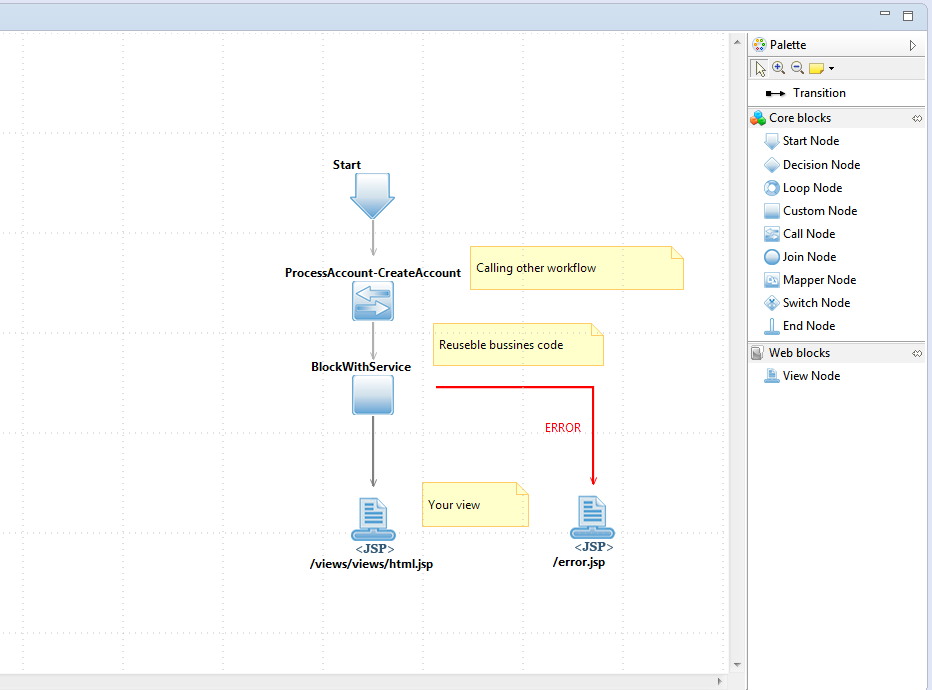 Start
ProcessAccount-CreateAccount
Calling other workflow
Reuseble bussines code
BlockWithService
ERROR
Your view
<JSP>
/views/views/html.jsp
<JSP>
/error.jsp
Palette
Transition
Core blocks
Start Node
Decision Node
Loop Node
Custom Node
Call Node
Join Node
Mapper Node
Switch Node
End Node
Web blocks
View Node